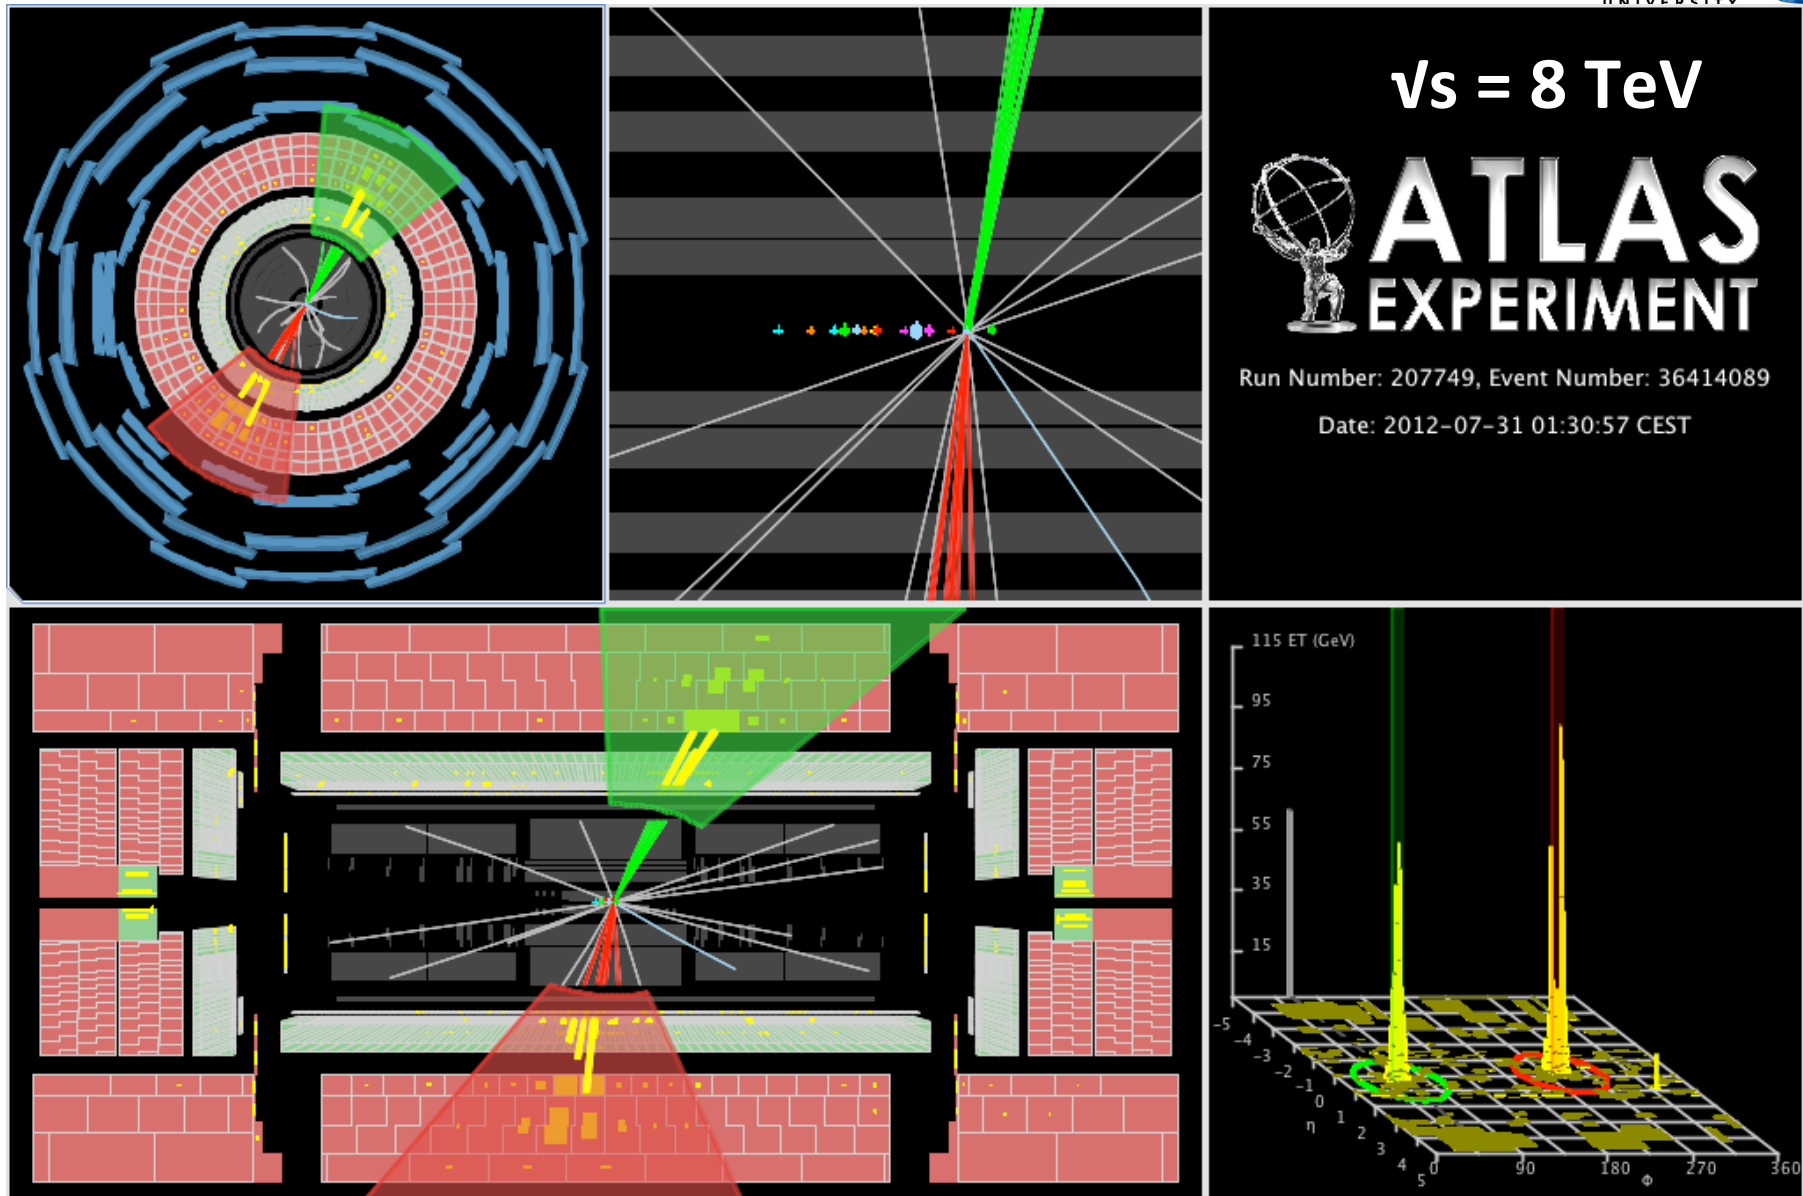 UNIVERSITY
√s = 8 TeV
ATLAS
EXPERIMENT
Run Number: 207749, Event Number: 36414089
Date: 2012-07-31 01:30:57 CEST
115 ET (GeV)
95
75
55
35
15
-5
-4
-3
-2
-1
0
1
2
3
4
5
η
0
90
180
270
360
Φ